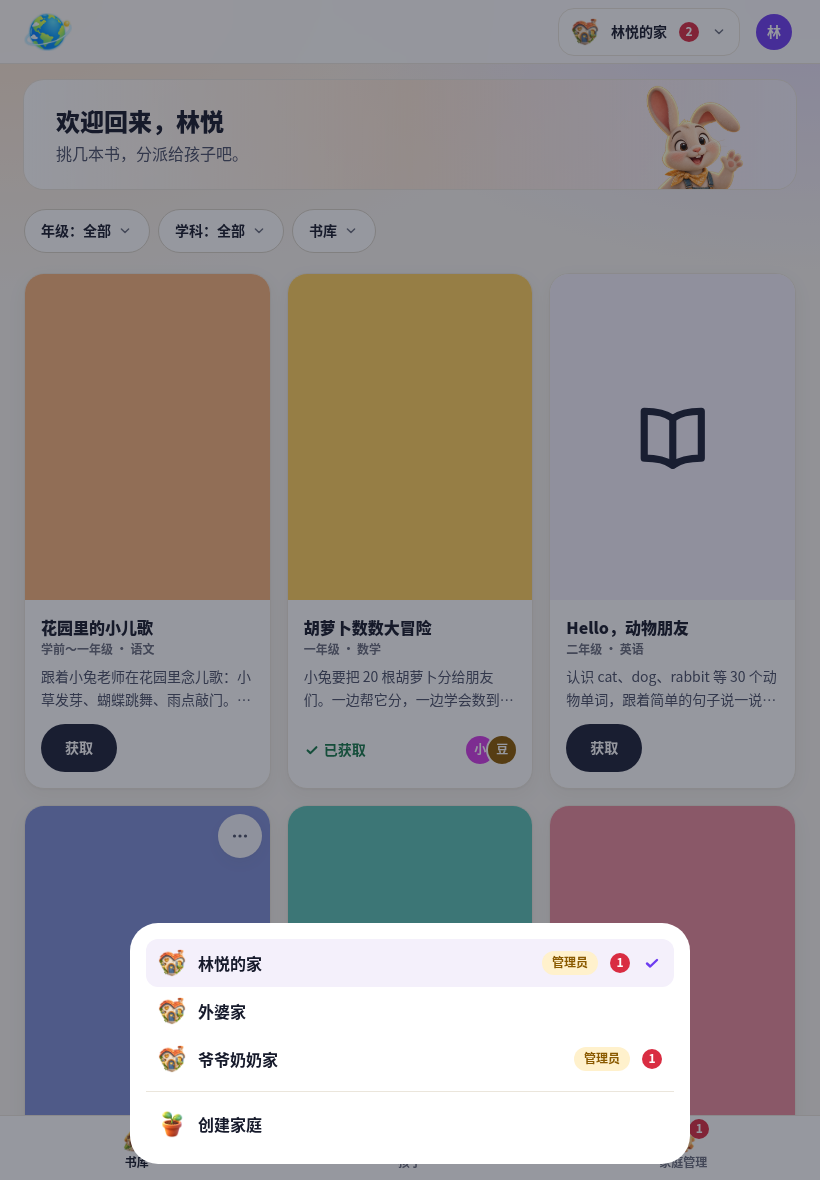 林悦的家 2 林
欢迎回来，林悦
挑几本书，分派给孩子吧。
年级：全部 学科：全部 书库
花园里的小儿歌
学前～一年级 · 语文
跟着小兔老师在花园里念儿歌：小
草发芽、蝴蝶跳舞、雨点敲门。…
获取
胡萝卜数数大冒险
一年级 · 数学
小兔要把 20 根胡萝卜分给朋友
们。一边帮它分，一边学会数到…
已获取 小 豆
Hello，动物朋友
二年级 · 英语
认识 cat、dog、rabbit 等 30 个动
物单词，跟着简单的句子说一说…
获取
林悦的家 管理员 1
外婆家
爷爷奶奶家 管理员 1
创建家庭
1
书库 家庭管理